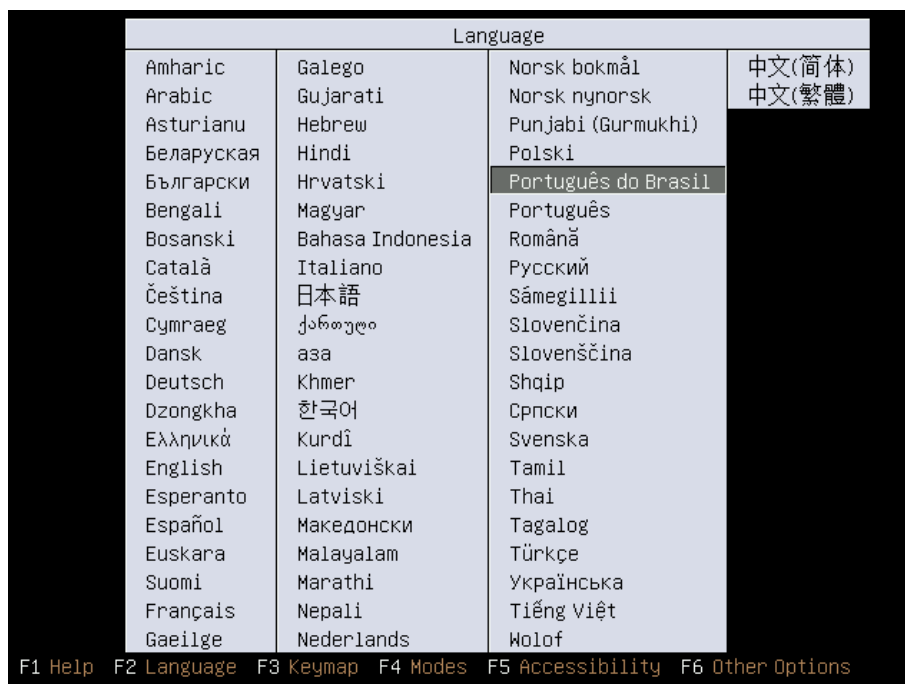 Language
Amharic
Arabic
Asturianu
Беларуская
Български
Bengali
Bosanski
Català
Čeština
Cymraeg
Dansk
Deutsch
Dzongkha
Ελληνικά
English
Esperanto
Español
Euskara
Suomi
Français
Gaeilge
Galego
Gujarati
Hebrew
Hindi
Hrvatski
Magyar
Bahasa Indonesia
Italiano
日本語
ქართული
аза
Khmer
한국어
Kurdî
Lietuviškai
Latviski
Македонски
Malayalam
Marathi
Nepali
Nederlands
Norsk bokmål
Norsk nynorsk
Punjabi (Gurmukhi)
Polski
Português do Brasil
Português
Română
Русский
Sámegillii
Slovenčina
Slovenščina
Shqip
Српски
Svenska
Tamil
Thai
Tagalog
Türkçe
Українська
Tiếng Việt
Wolof
中文(简体)
中文(繁體)
F1 Help F2 Language F3 Keymap F4 Modes F5 Accessibility F6 Other Options